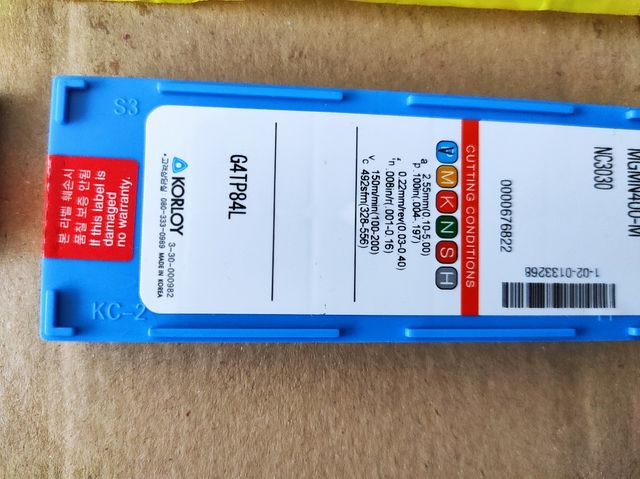 MGMN400-M
NC3030
1-02-0133268
0000676822
CUTTING CONDITIONS
P M K N S H
ap 2.55mm(0.10-5.00)
.100in(.004-.197)
fn 0.22mm/rev(0.03-0.40)
.008in/r(.001-0.16)
vc 150m/min(100-200)
492sfm(328-556)
G4TP84L
KORLOY 3-30-000982
•고객상담실 080-333-0989 MADE IN KOREA
본 라벨 훼손시
품질 보증 안됨
If this label is
damaged
no warranty.
S3
KC-2